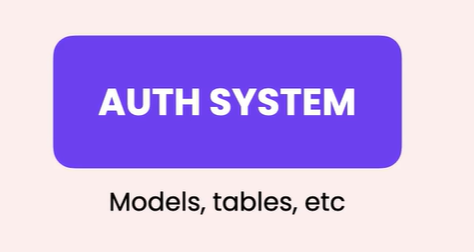 AUTH SYSTEM
Models, tables, etc